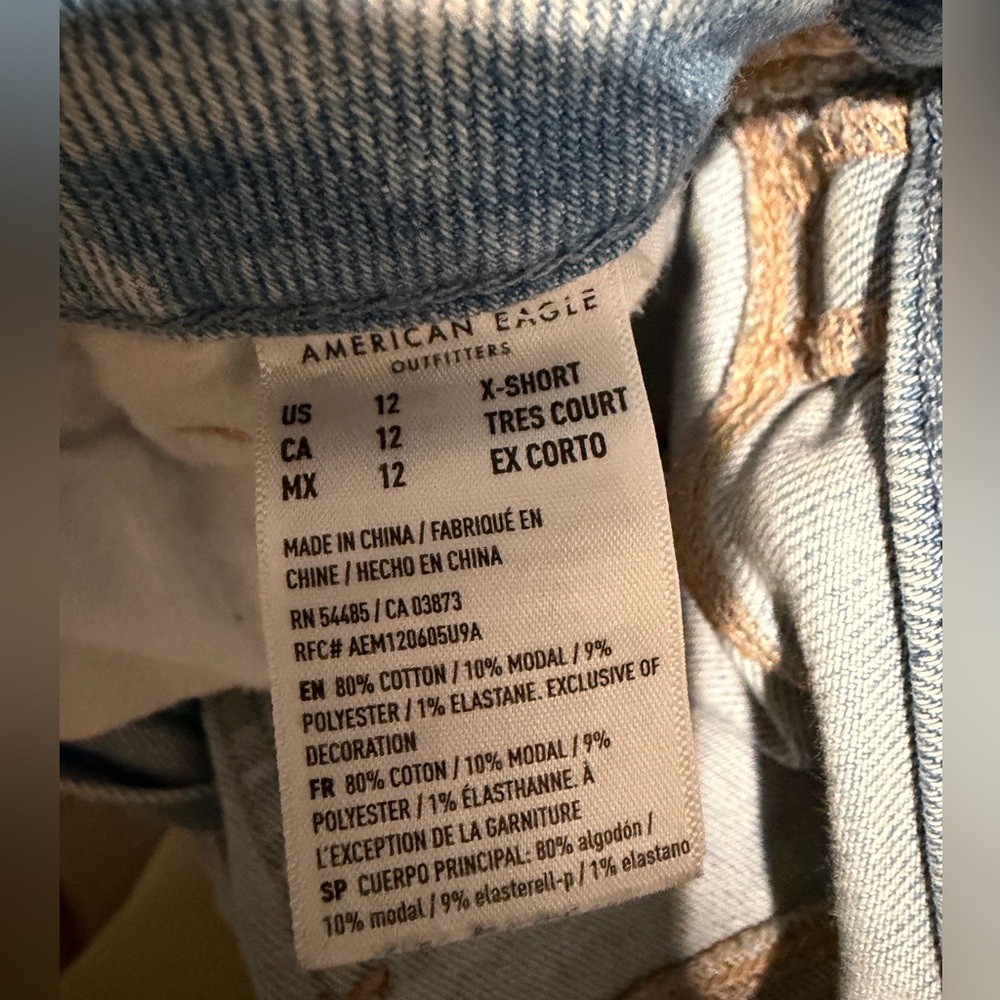 AMERICAN EAGLE
OUTFITTERS
US 12 X-SHORT
CA 12 TRES COURT
MX 12 EX CORTO
MADE IN CHINA / FABRIQUÉ EN
CHINE / HECHO EN CHINA
RN 54485 / CA 03873
RFC# AEM120605U9A
EN 80% COTTON / 10% MODAL / 9%
POLYESTER / 1% ELASTANE. EXCLUSIVE OF
DECORATION
FR 80% COTON / 10% MODAL / 9%
POLYESTER / 1% ÉLASTHANNE. À
L'EXCEPTION DE LA GARNITURE
SP CUERPO PRINCIPAL: 80% algodón /
10% modal / 9% elasterell-p / 1% elastano